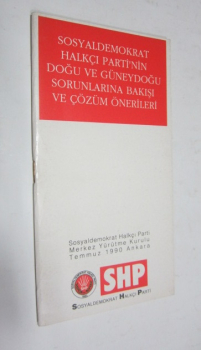 SOSYALDEMOKRAT
HALKÇI PARTİ'NİN
DOĞU VE GÜNEYDOĞU
SORUNLARINA BAKIŞI
VE ÇÖZÜM ÖNERİLERİ
Sosyaldemokrat Halkçı Parti
Merkez Yürütme Kurulu
Temmuz 1990 Ankara
SHP
SOSYALDEMOKRAT HALKÇI PARTİ